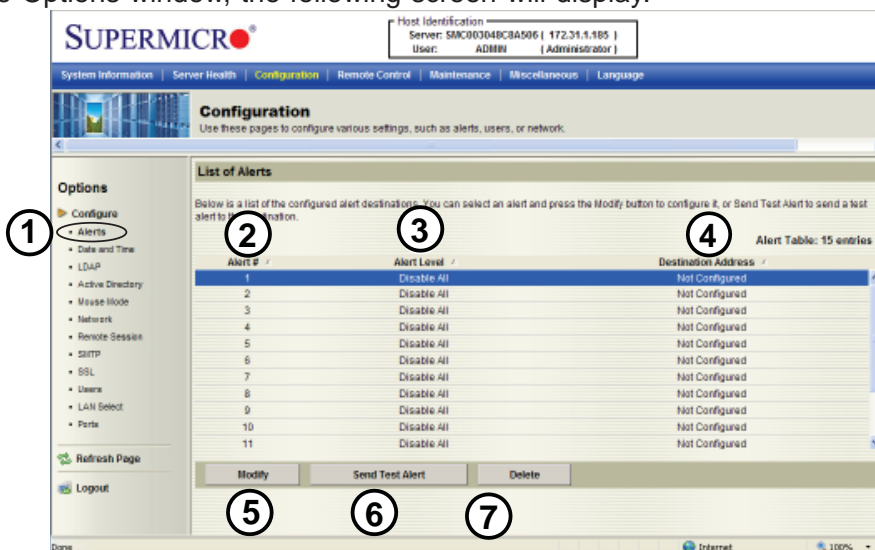 Options window, the following screen will display.
SUPERMICRO®
Host Identification
Server: SMC003048C8A506 ( 172.31.1.185 )
User: ADMIN ( Administrator )
System Information | Server Health | Configuration | Remote Control | Maintenance | Miscellaneous | Language
Configuration
Use these pages to configure various settings, such as alerts, users, or network.
Options
Configure
1
Alerts
Date and Time
LDAP
Active Directory
Mouse Mode
Network
Remote Session
SMTP
SSL
Users
LAN Select
Ports
Refresh Page
Logout
List of Alerts
Below is a list of the configured alert destinations. You can select an alert and press the Modify button to configure it, or Send Test Alert to send a test
alert to the destination.
2 3 4
Alert Table: 15 entries
Alert # Alert Level Destination Address
1 Disable All Not Configured
2 Disable All Not Configured
3 Disable All Not Configured
4 Disable All Not Configured
5 Disable All Not Configured
6 Disable All Not Configured
7 Disable All Not Configured
8 Disable All Not Configured
9 Disable All Not Configured
10 Disable All Not Configured
11 Disable All Not Configured
Modify Send Test Alert Delete
5 6 7
Done Internet 100%